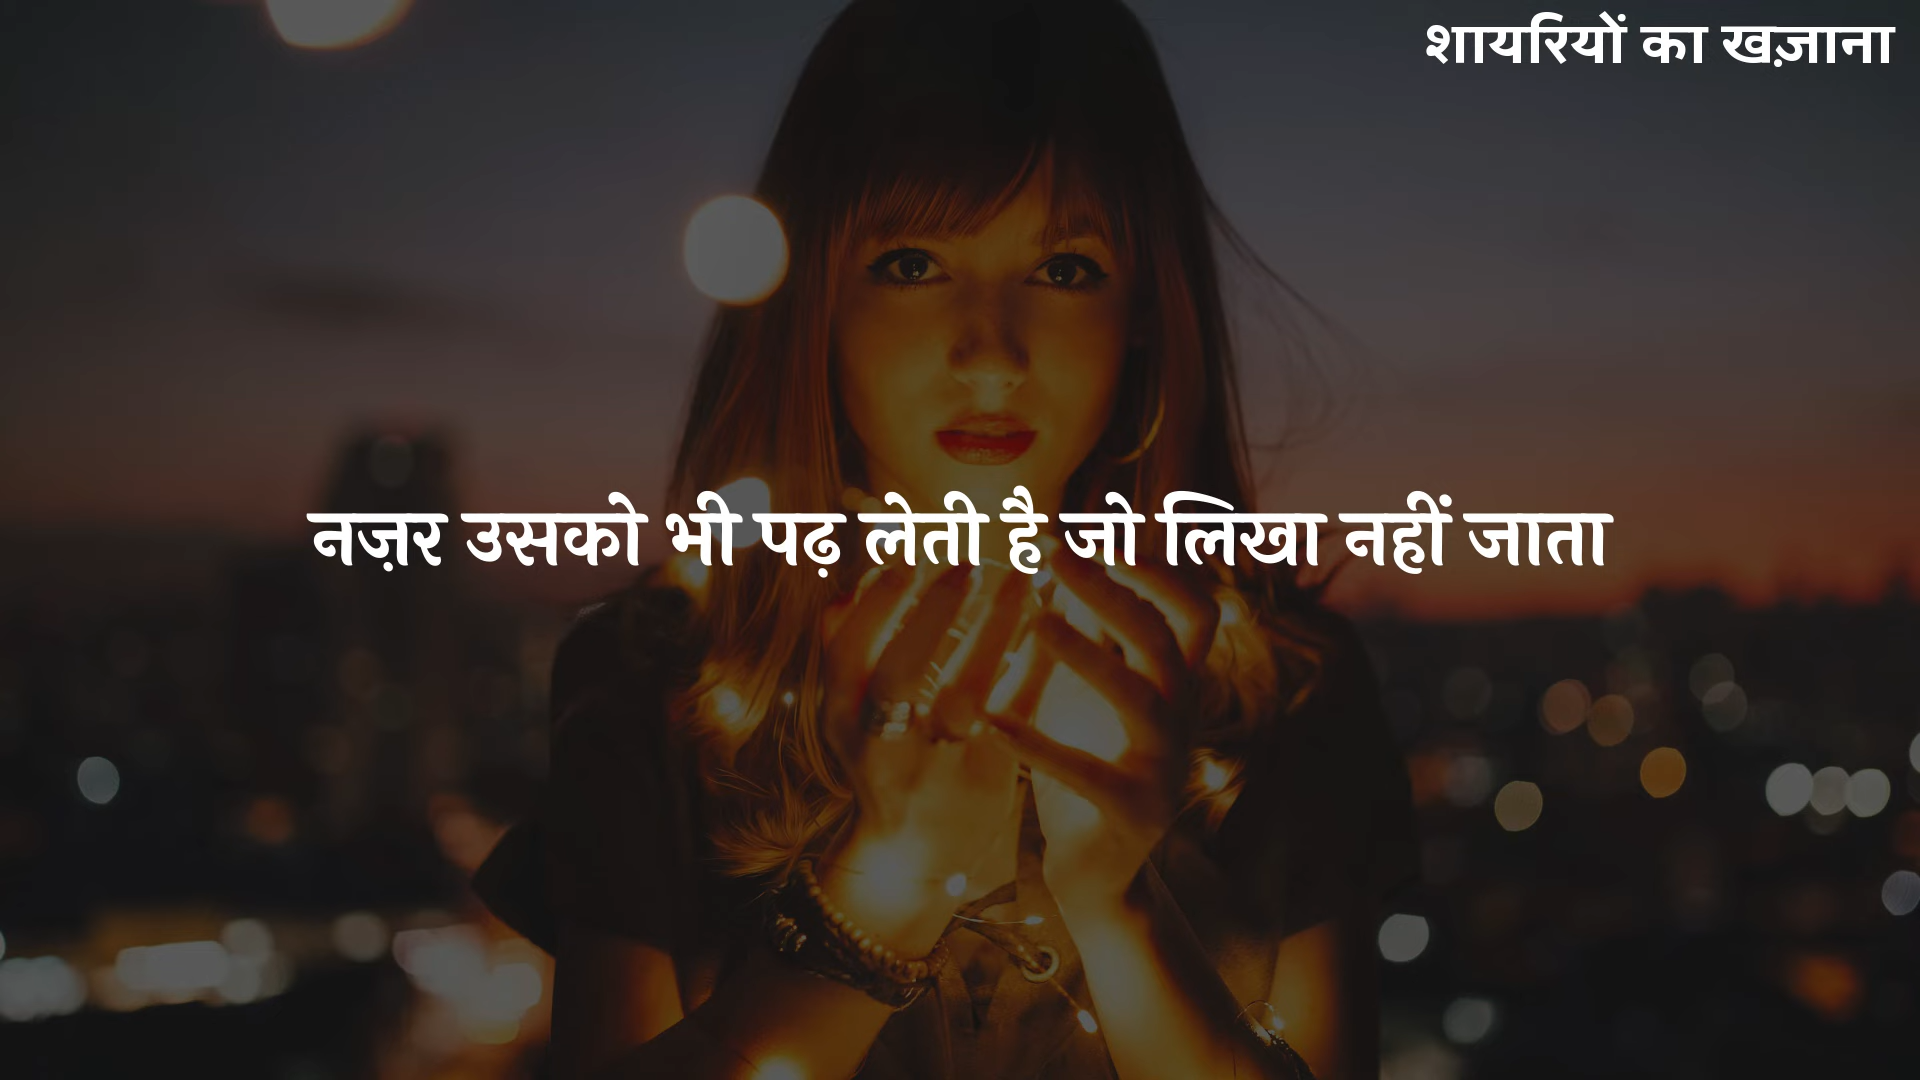 शायरियों का खज़ाना
नज़र उसको भी पढ़ लेती है जो लिखा नहीं जाता